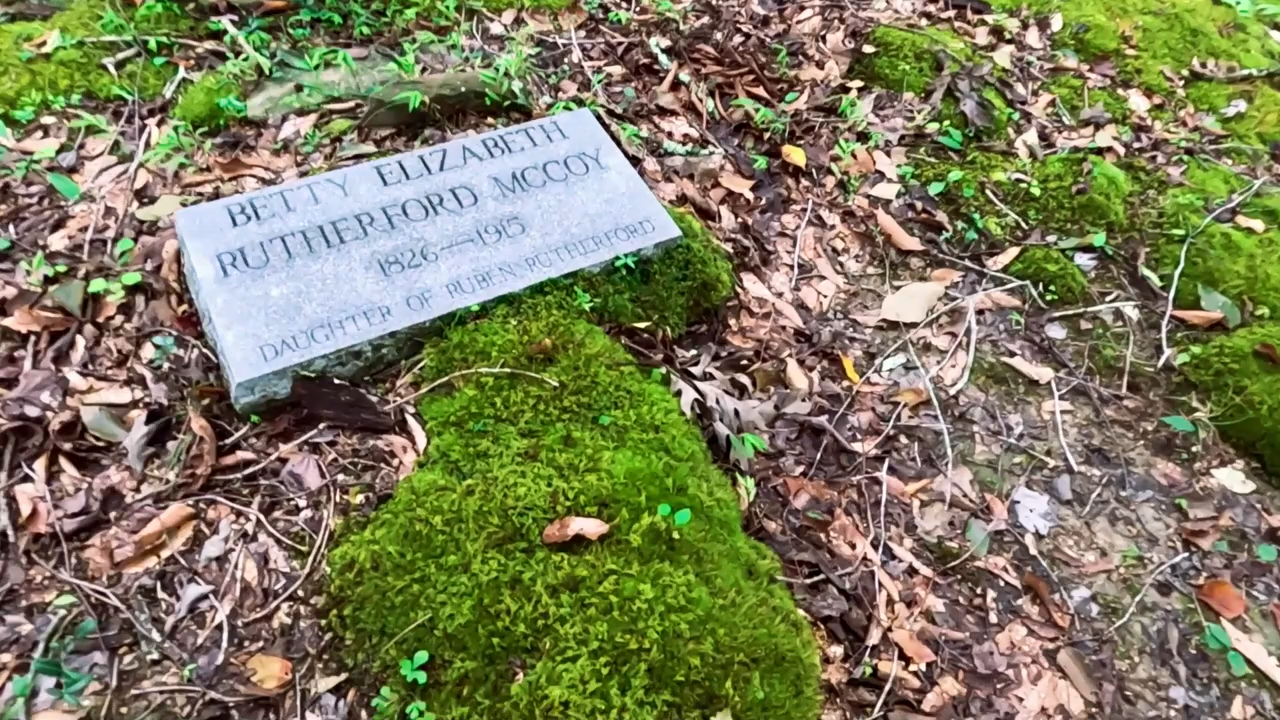 BETTY ELIZABETH
RUTHERFORD MCCOY
1826—1915
DAUGHTER OF RUBEN RUTHERFORD